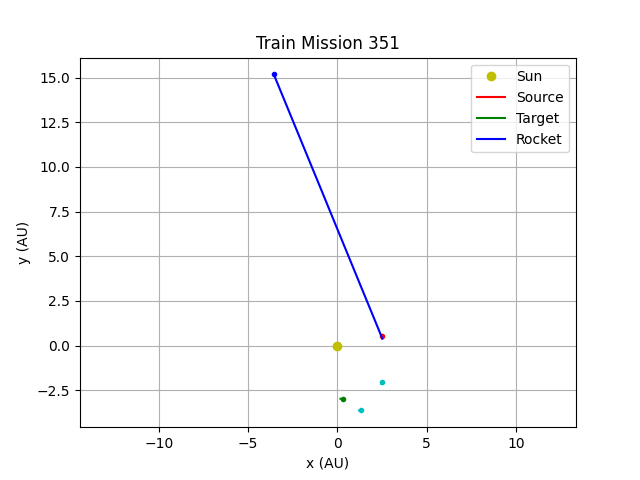 Train Mission 351
Sun
Source
Target
Rocket
y (AU)
15.0
12.5
10.0
7.5
5.0
2.5
0.0
−2.5
−10
−5
0
5
10
x (AU)